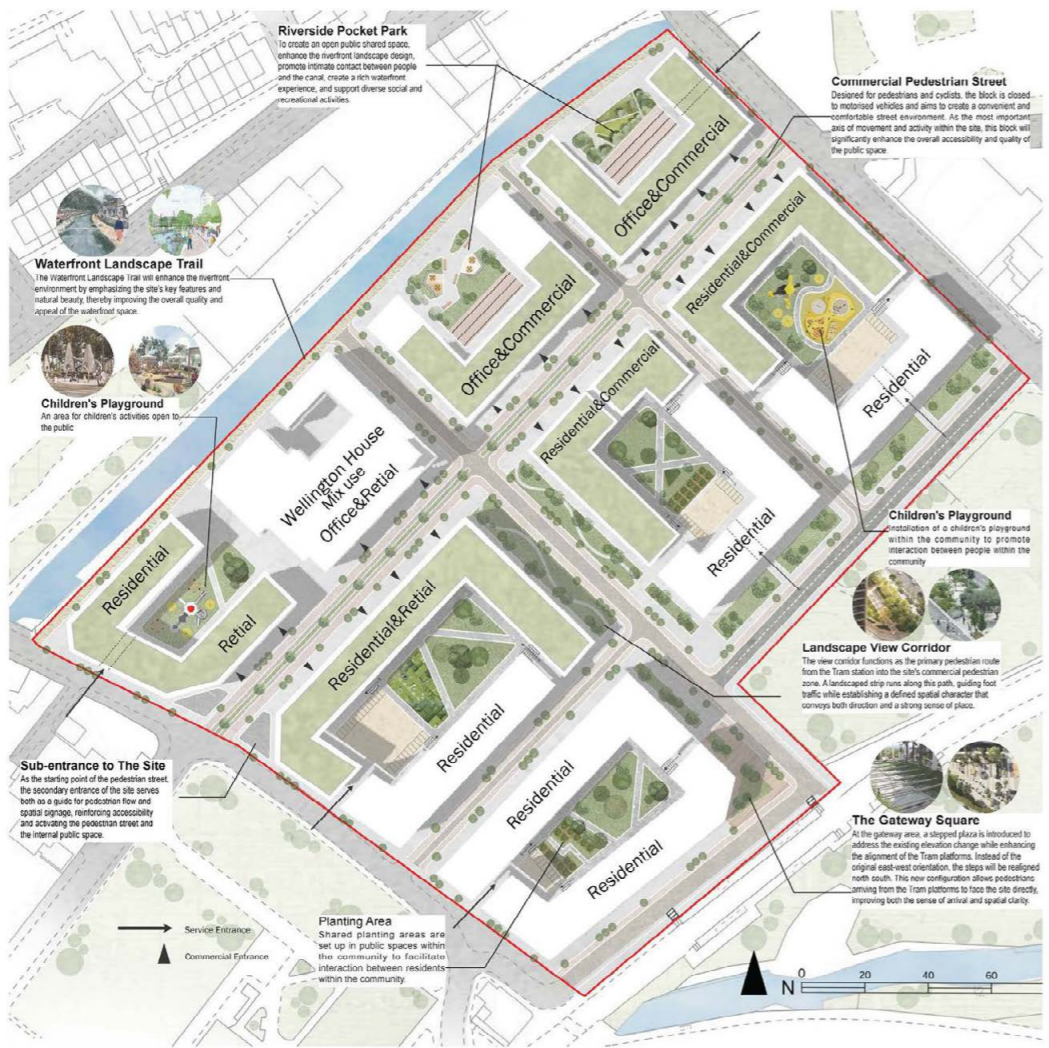 Riverside Pocket Park
To create an open public shared space,
enhance the riverfront landscape design,
promote intimate contact between people
and the canal, create a rich waterfront
experience, and support diverse social and
recreational activities.
Commercial Pedestrian Street
Designed for pedestrians and cyclists, the block is closed
to motorised vehicles and aims to create a convenient and
comfortable street environment. As the most important
axis of movement and activity within the site, this block will
significantly enhance the overall accessibility and quality of
the public space.
Waterfront Landscape Trail
The Waterfront Landscape Trail will enhance the riverfront
environment by emphasizing the site's key features and
natural beauty, thereby improving the overall quality and
appeal of the waterfront space.
Children's Playground
An area for children's activities open to
the public
Office&Commercial
Residential&Commercial
Office&Commercial
Residential&Commercial
Residential
Wellington House
Mix use
Office&Retial
Residential
Residential
Retial
Residential&Retial
Residential
Residential
Residential
Children's Playground
Installation of a children's playground
within the community to promote
interaction between people within the
community
Landscape View Corridor
The view corridor functions as the primary pedestrian route
from the Tram station into the site's commercial pedestrian
zone. A landscaped strip runs along this path, guiding foot
traffic while establishing a defined spatial character that
conveys both direction and a strong sense of place.
Sub-entrance to The Site
As the starting point of the pedestrian street,
the secondary entrance of the site serves
both as a guide for pedestrian flow and
spatial signage, reinforcing accessibility
and activating the pedestrian street and
the internal public space.
The Gateway Square
At the gateway area, a stepped plaza is introduced to
address the existing elevation change while enhancing
the alignment of the Tram platforms. Instead of the
original east-west orientation, the steps will be realigned
north south. This new configuration allows pedestrians
arriving from the Tram platforms to face the site directly,
improving both the sense of arrival and spatial clarity.
Planting Area
Shared planting areas are
set up in public spaces within
the community to facilitate
interaction between residents
within the community
Service Entrance
Commercial Entrance
N
0 20 40 60